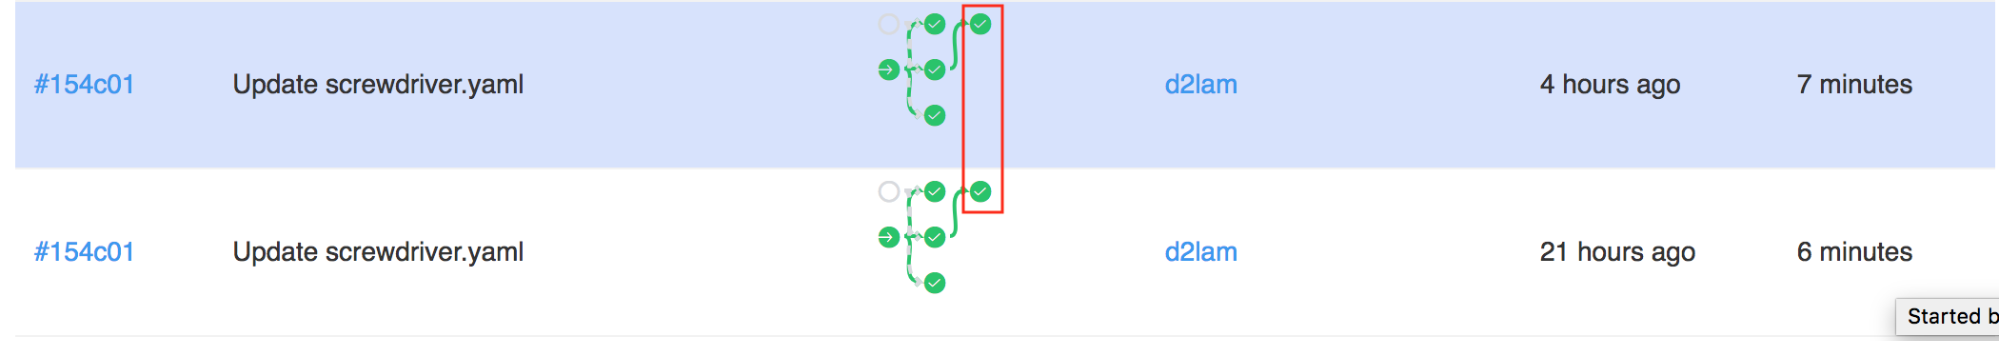 #154c01 Update screwdriver.yaml d2lam 4 hours ago 7 minutes
#154c01 Update screwdriver.yaml d2lam 21 hours ago 6 minutes
Started b